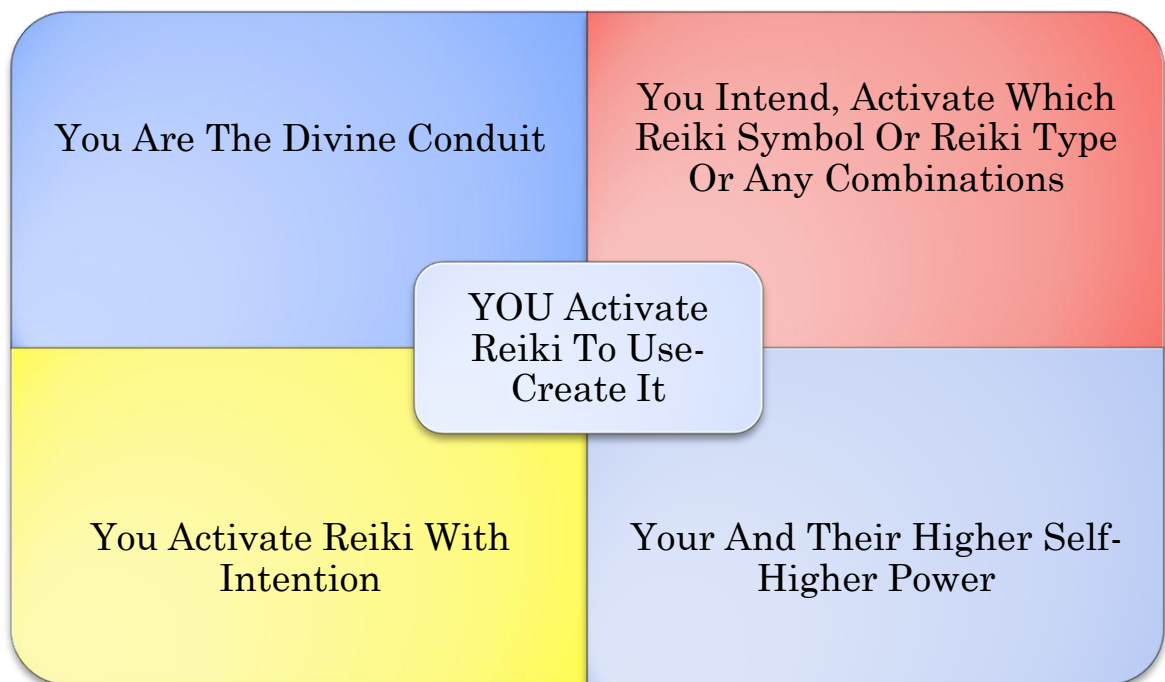 You Are The Divine Conduit
You Intend, Activate Which
Reiki Symbol Or Reiki Type
Or Any Combinations
YOU Activate
Reiki To Use-
Create It
You Activate Reiki With
Intention
Your And Their Higher Self-
Higher Power